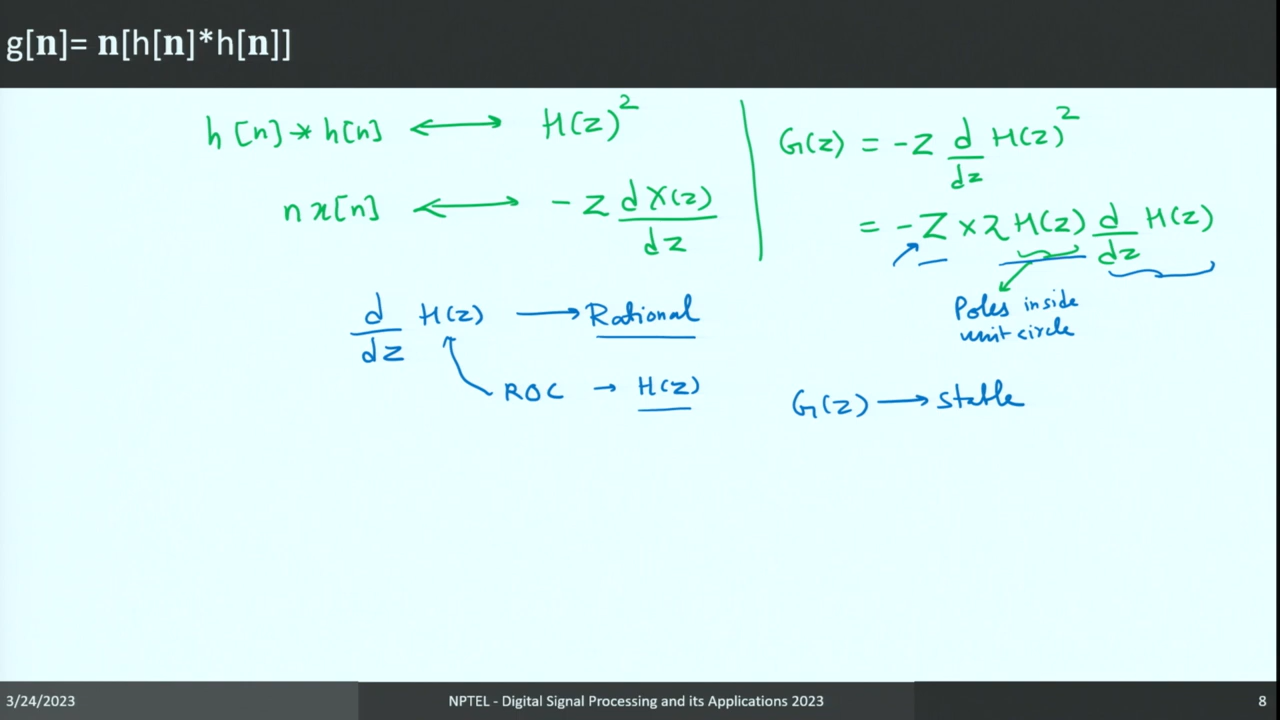 g[n]= n[h[n]*h[n]]
h[n] * h[n] ⟷ H(z)²
n x[n] ⟷ - z dX(z)/dz
G(z) = -z d/dz H(z)²
= -z × 2 H(z) d/dz H(z)
Poles inside
unit circle
d/dz H(z) ⟶ Rational
ROC → H(z)
G(z) ⟶ stable
3/24/2023
NPTEL - Digital Signal Processing and its Applications 2023
8